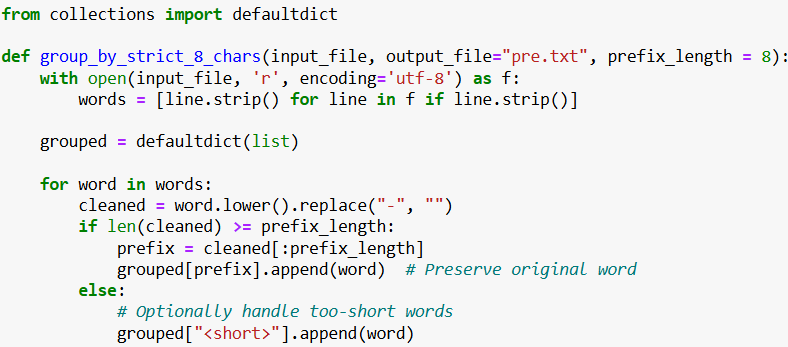 from collections import defaultdict
def group_by_strict_8_chars(input_file, output_file="pre.txt", prefix_length = 8):
    with open(input_file, 'r', encoding='utf-8') as f:
        words = [line.strip() for line in f if line.strip()]
    grouped = defaultdict(list)
    for word in words:
        cleaned = word.lower().replace("-", "")
        if len(cleaned) >= prefix_length:
            prefix = cleaned[:prefix_length]
            grouped[prefix].append(word)  # Preserve original word
        else:
            # Optionally handle too-short words
            grouped["<short>"].append(word)